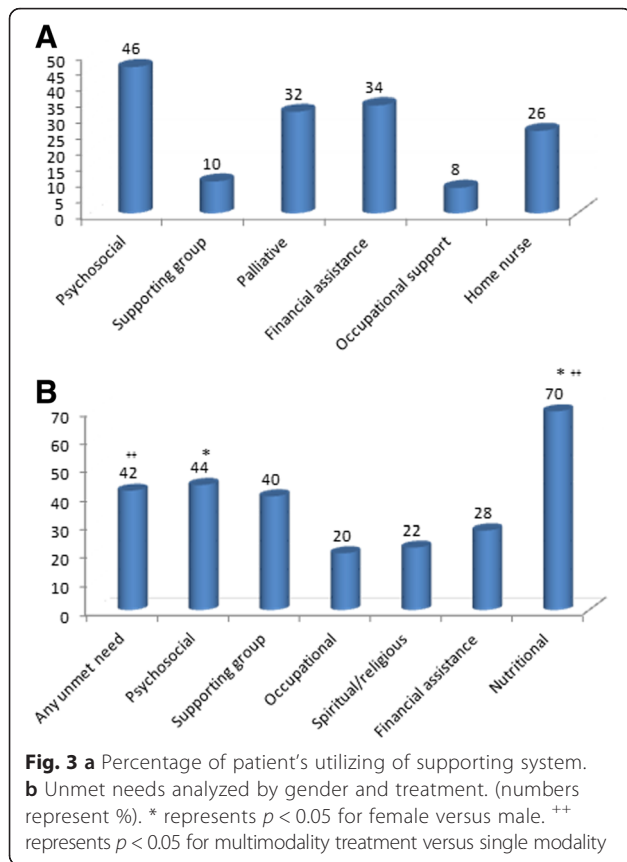 A
50
45
40
35
30
25
20
15
10
5
0
46
10
32
34
8
26
Psychosocial
Supporting group
Palliative
Financial assistance
Occupational support
Home nurse
B
70
60
50
40
30
20
10
0
++
42
*
44
40
20
22
28
* ++
70
Any unmet need
Psychosocial
Supporting group
Occupational
Spiritual/religious
Financial assistance
Nutritional
Fig. 3 a Percentage of patient's utilizing of supporting system.
b Unmet needs analyzed by gender and treatment. (numbers
represent %). * represents p < 0.05 for female versus male. ++
represents p < 0.05 for multimodality treatment versus single modality